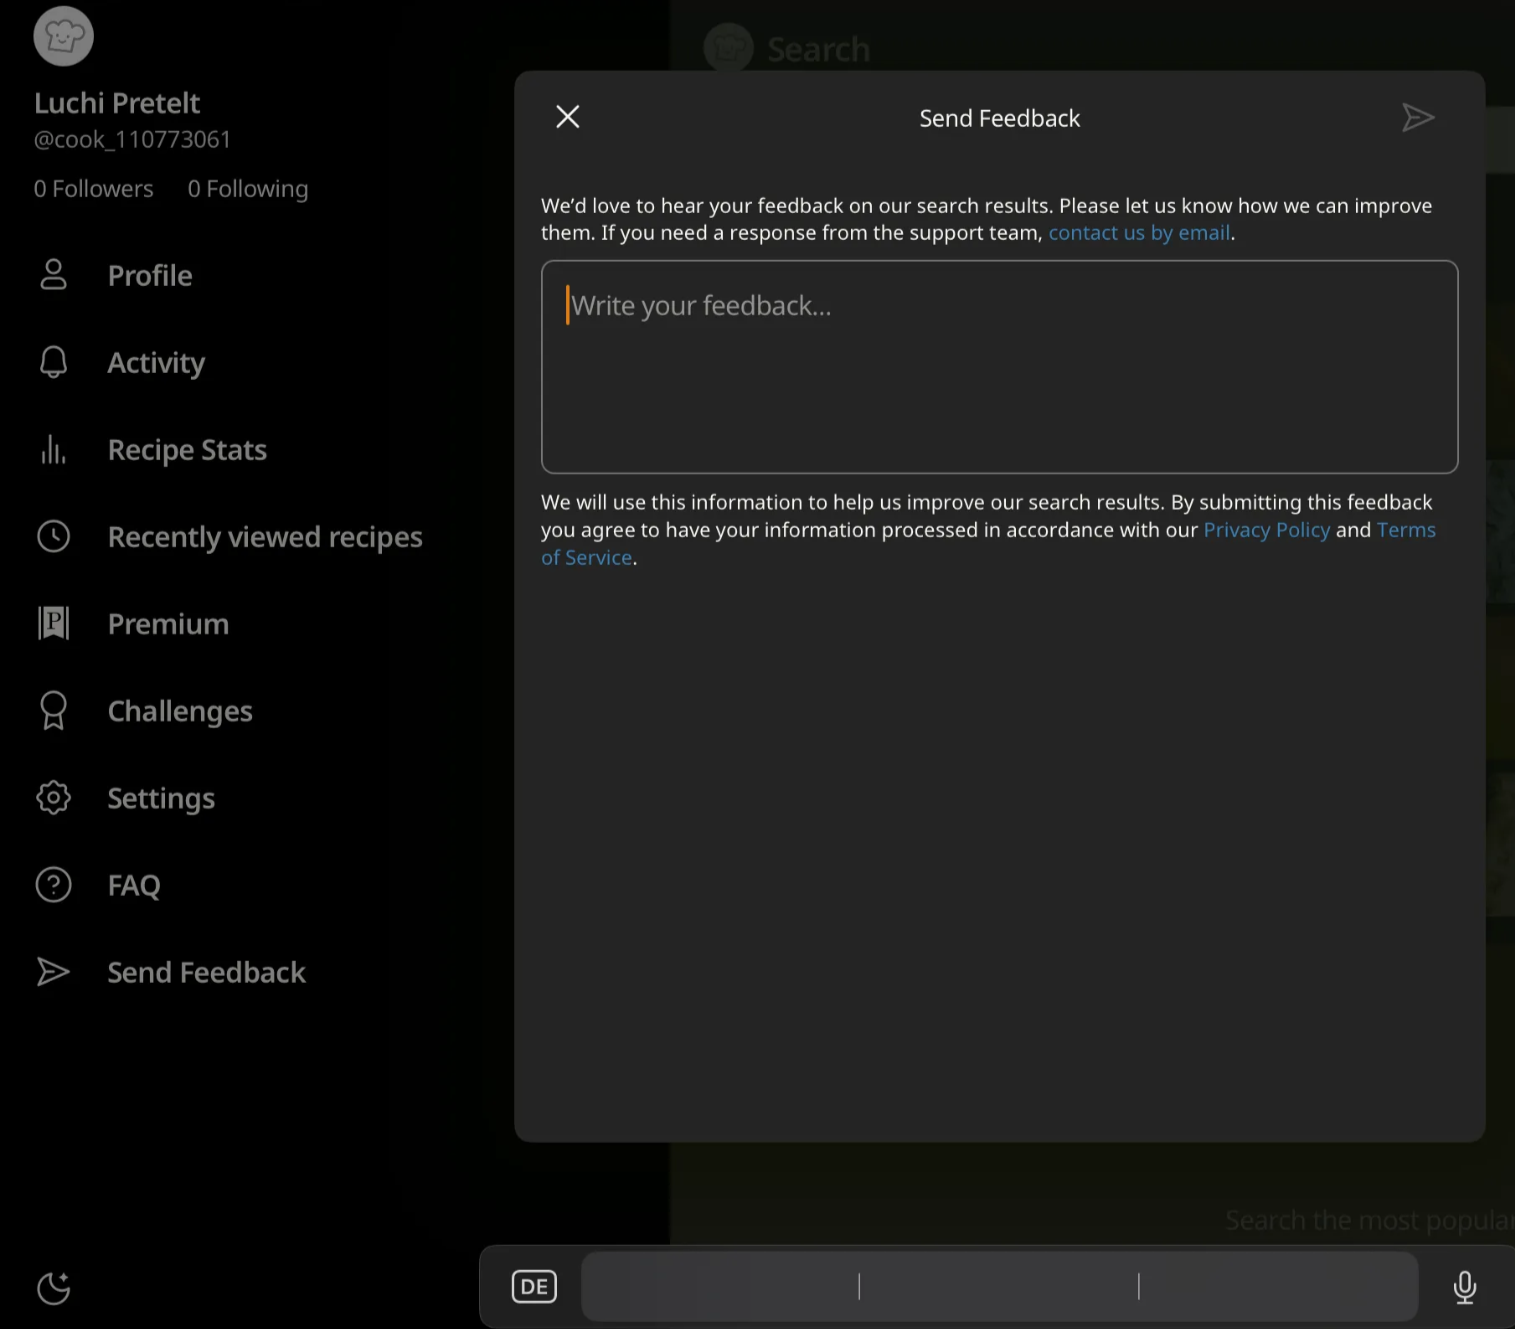 Luchi Pretelt
@cook_110773061
0 Followers 0 Following
Profile
Activity
Recipe Stats
Recently viewed recipes
P
Premium
Challenges
Settings
FAQ
Send Feedback
Search
Send Feedback
We’d love to hear your feedback on our search results. Please let us know how we can improve
them. If you need a response from the support team, contact us by email.
Write your feedback...
We will use this information to help us improve our search results. By submitting this feedback
you agree to have your information processed in accordance with our Privacy Policy and Terms
of Service.
Search the most popular
DE